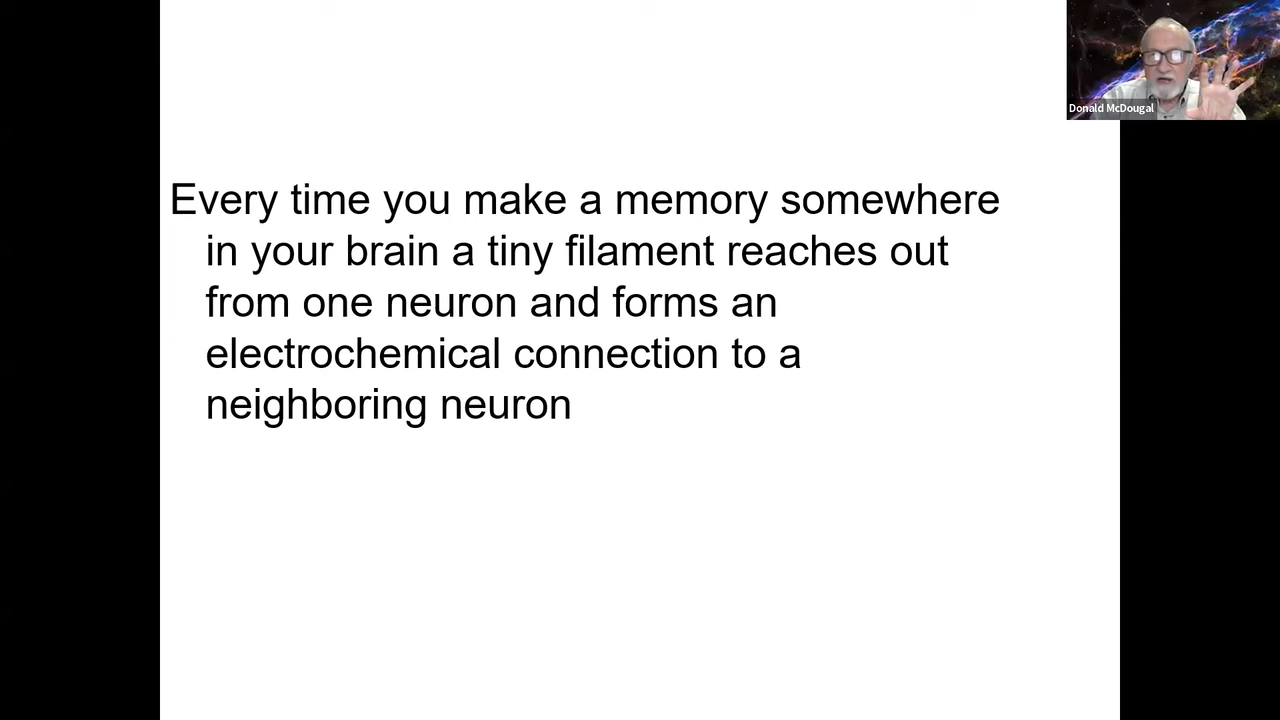 Donald McDougal
Every time you make a memory somewhere
in your brain a tiny filament reaches out
from one neuron and forms an
electrochemical connection to a
neighboring neuron